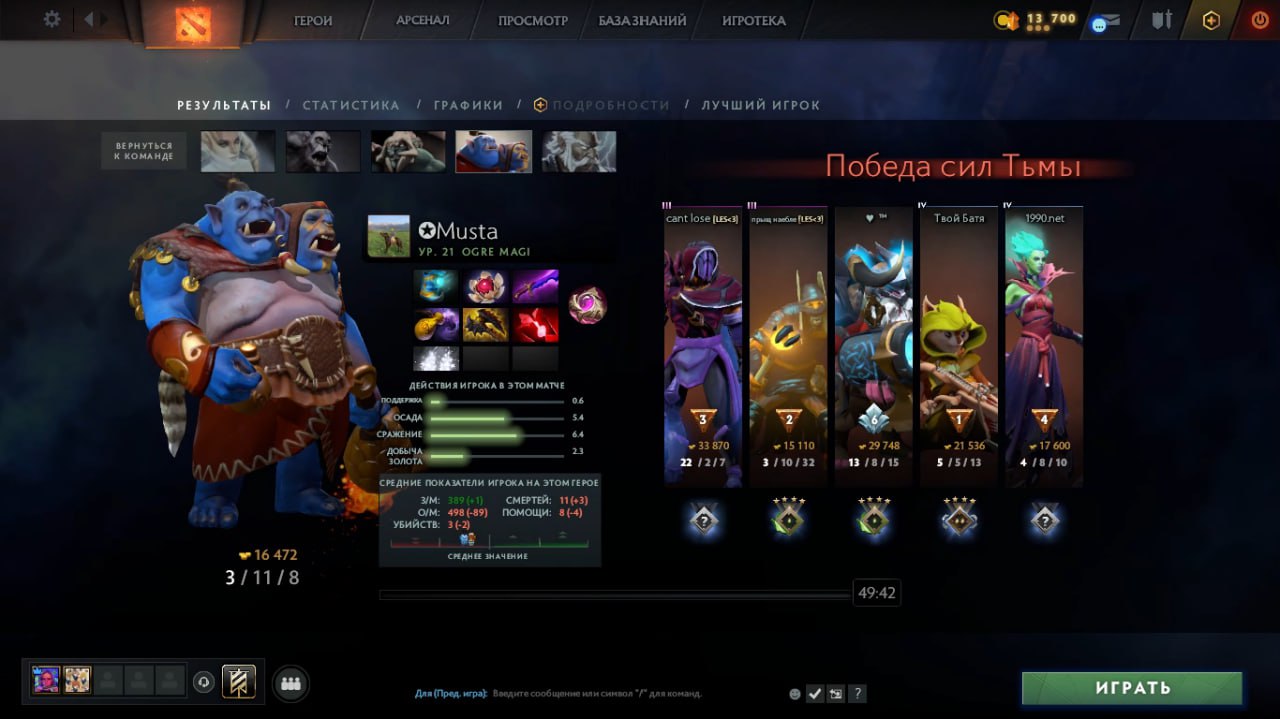 ГЕРОИ
АРСЕНАЛ
ПРОСМОТР
БАЗА ЗНАНИЙ
ИГРОТЕКА
13 700
РЕЗУЛЬТАТЫ / СТАТИСТИКА / ГРАФИКИ / ПОДРОБНОСТИ / ЛУЧШИЙ ИГРОК
ВЕРНУТЬСЯ
К КОМАНДЕ
Победа сил Тьмы
Musta
УР. 21 OGRE MAGI
ДЕЙСТВИЯ ИГРОКА В ЭТОМ МАТЧЕ
ПОДДЕРЖКА 0.6
ОСАДА 5.4
СРАЖЕНИЕ 6.4
ДОБЫЧА
ЗОЛОТА 2.3
СРЕДНИЕ ПОКАЗАТЕЛИ ИГРОКА НА ЭТОМ ГЕРОЕ
З/М: 389 (+1) СМЕРТЕЙ: 11 (+3)
О/М: 498 (-89) ПОМОЩИ: 8 (-4)
УБИЙСТВ: 3 (-2)
СРЕДНЕЕ ЗНАЧЕНИЕ
16 472
3 / 11 / 8
III
cant lose [LES<3]
3
33 870
22 / 2 / 7
?
III
прыщ наебле [LES<3]
2
15 110
3 / 10 / 32
♥ ™
6
29 748
13 / 8 / 15
IV
Твой Батя
1
21 536
5 / 5 / 13
IV
1990.net
4
17 600
4 / 8 / 10
?
49:42
Для (Пред. игра): Введите сообщение или символ "/" для команд.
?
ИГРАТЬ